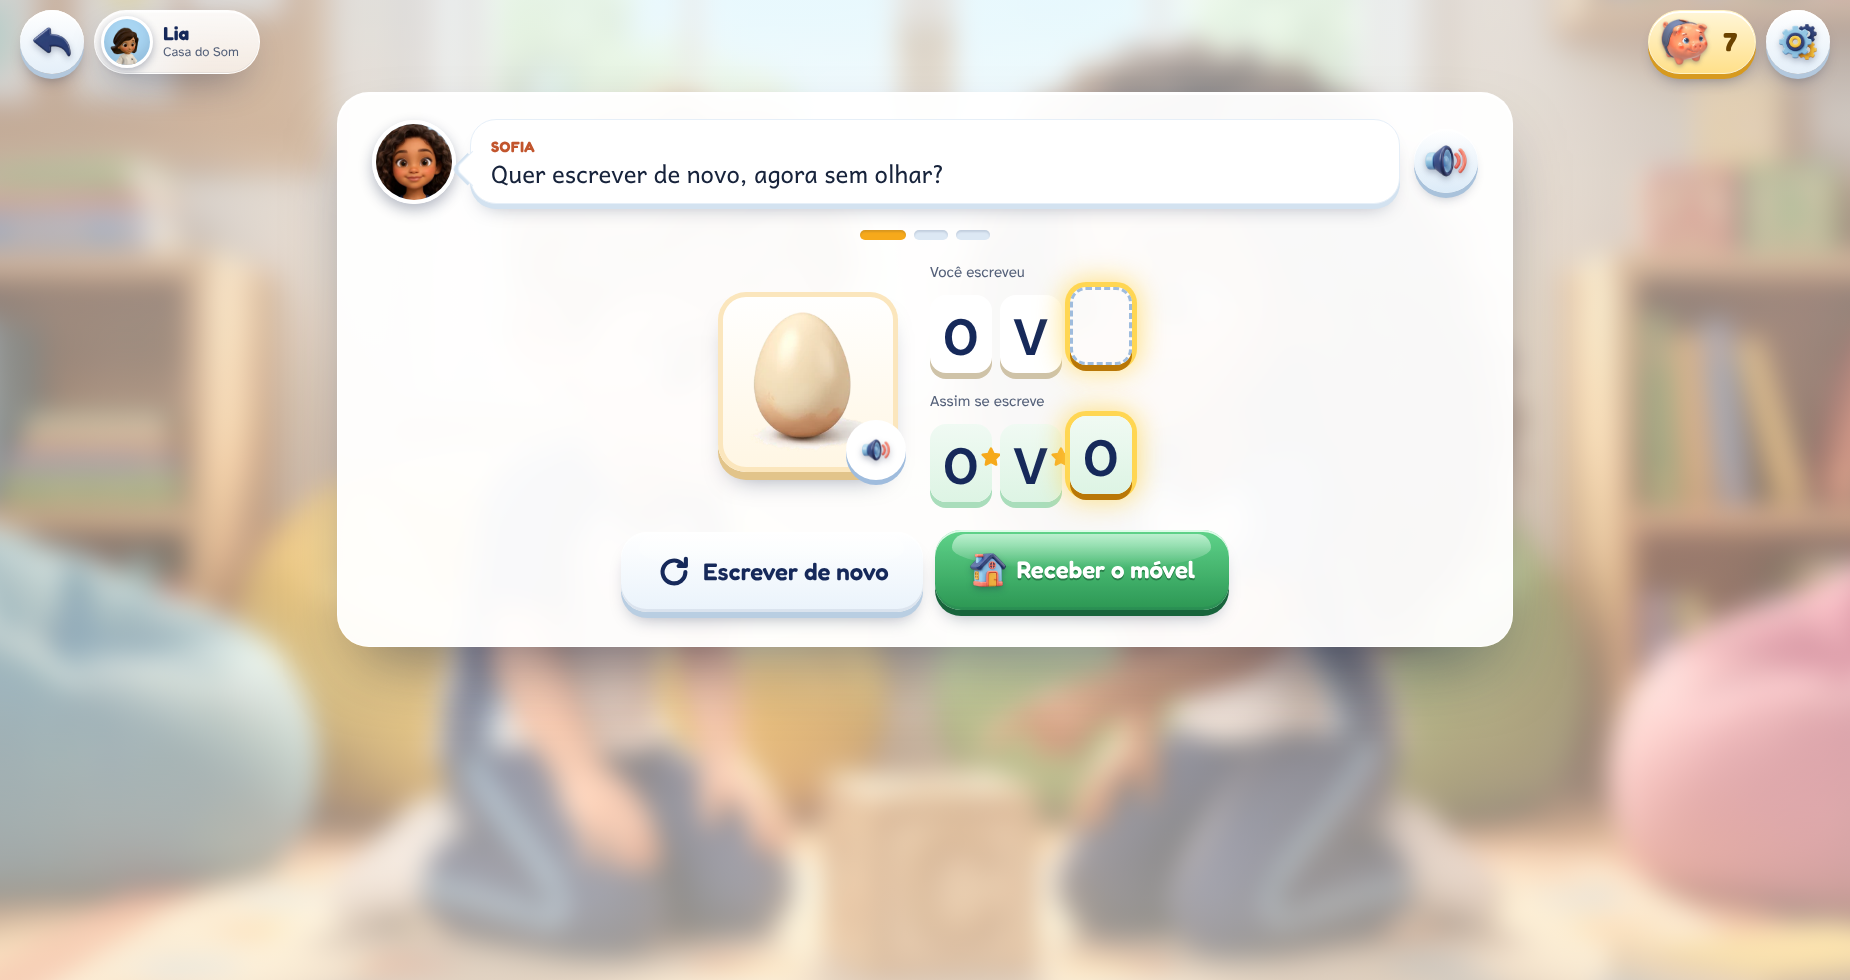 Lia
Casa do Som
7
SOFIA
Quer escrever de novo, agora sem olhar?
Você escreveu
O V
Assim se escreve
O V O
Escrever de novo
Receber o móvel